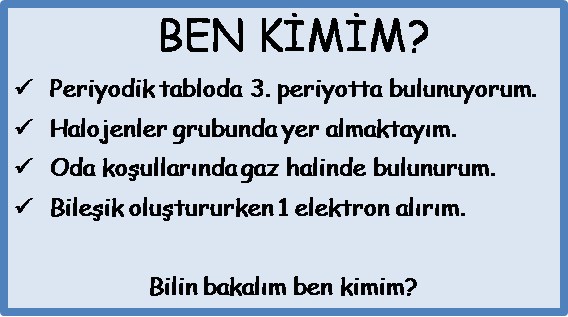 BEN KİMİM?
✓ Periyodik tabloda 3. periyotta bulunuyorum.
✓ Halojenler grubunda yer almaktayım.
✓ Oda koşullarında gaz halinde bulunurum.
✓ Bileşik oluştururken 1 elektron alırım.
Bilin bakalım ben kimim?